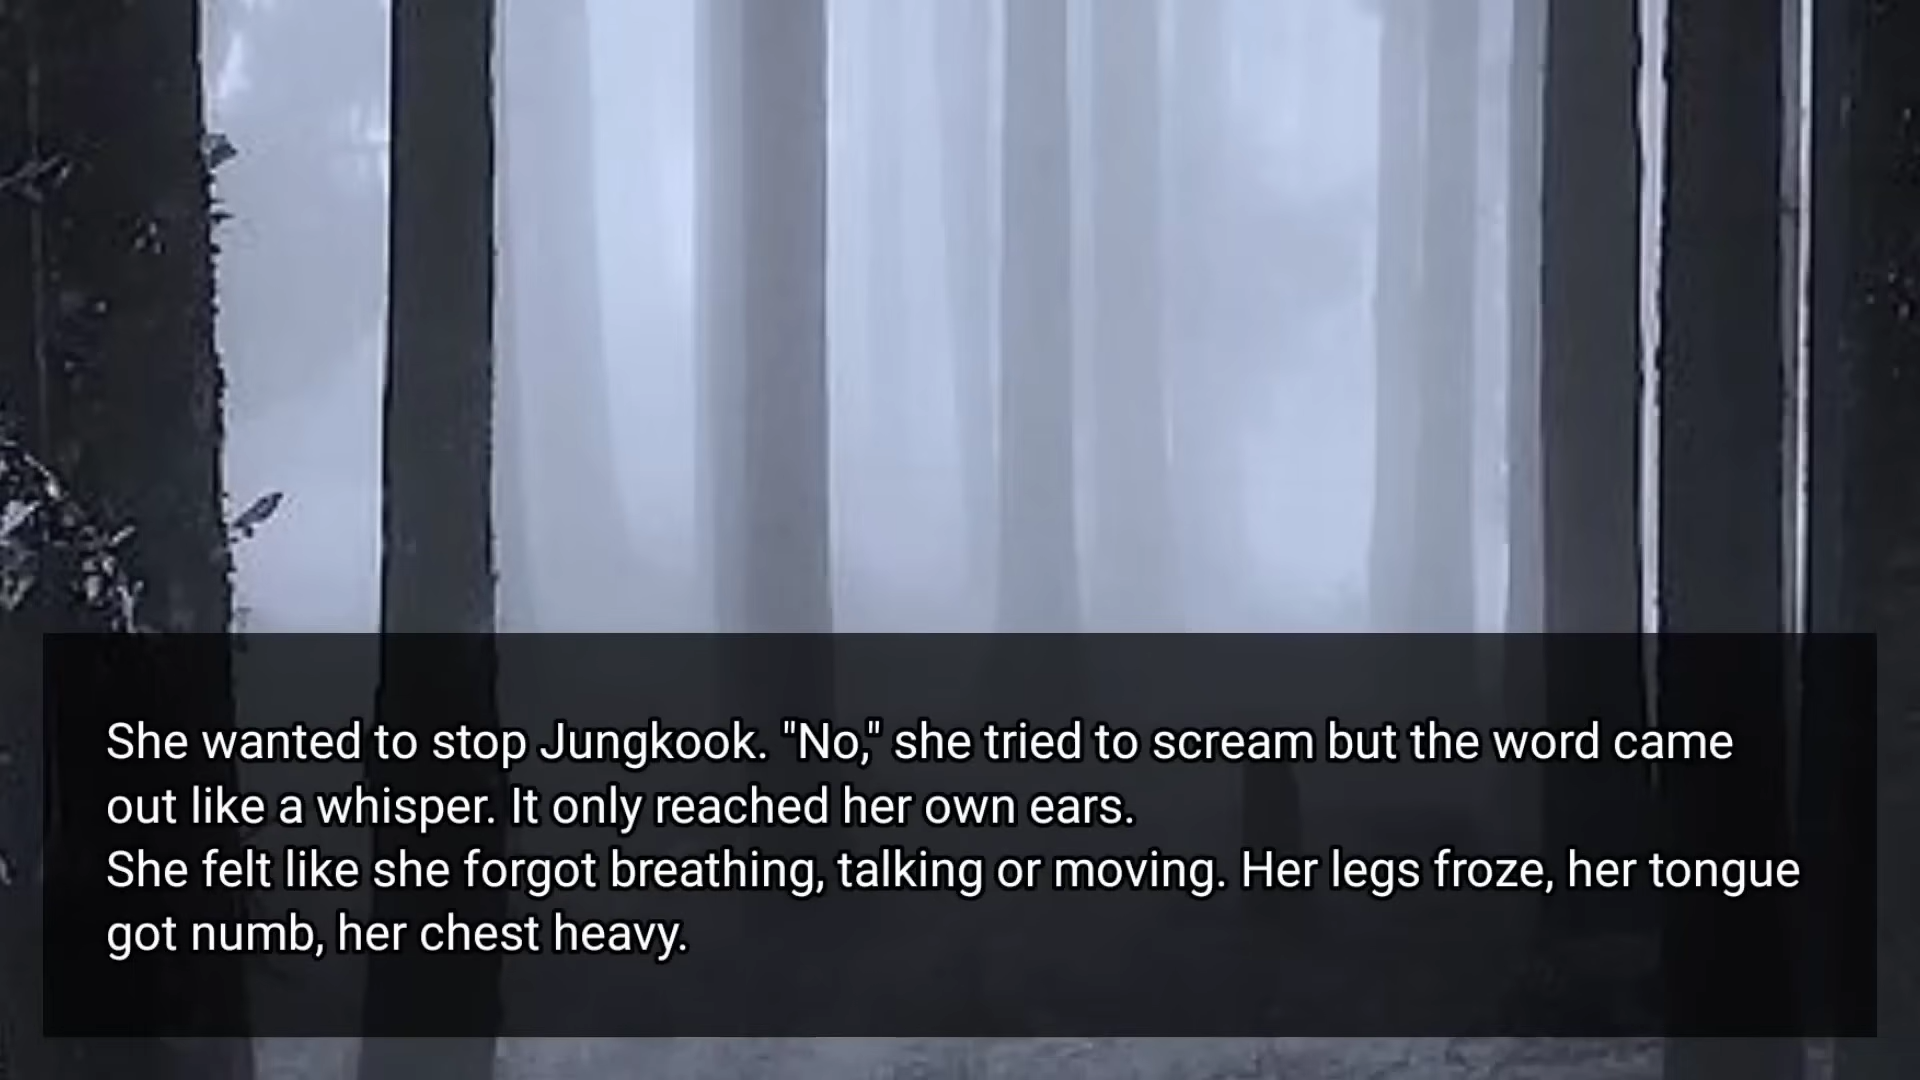 She wanted to stop Jungkook. "No," she tried to scream but the word came
out like a whisper. It only reached her own ears.
She felt like she forgot breathing, talking or moving. Her legs froze, her tongue
got numb, her chest heavy.